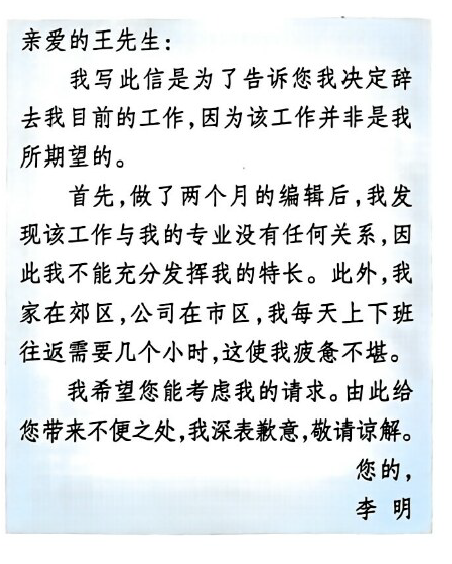 亲爱的王先生:
我写此信是为了告诉您我决定辞
去我目前的工作,因为该工作并非是我
所期望的。
首先,做了两个月的编辑后,我发
现该工作与我的专业没有任何关系,因
此我不能充分发挥我的特长。此外,我
家在郊区,公司在市区,我每天上下班
往返需要几个小时,这使我疲惫不堪。
我希望您能考虑我的请求。由此给
您带来不便之处,我深表歉意,敬请谅解。
您的,
李 明